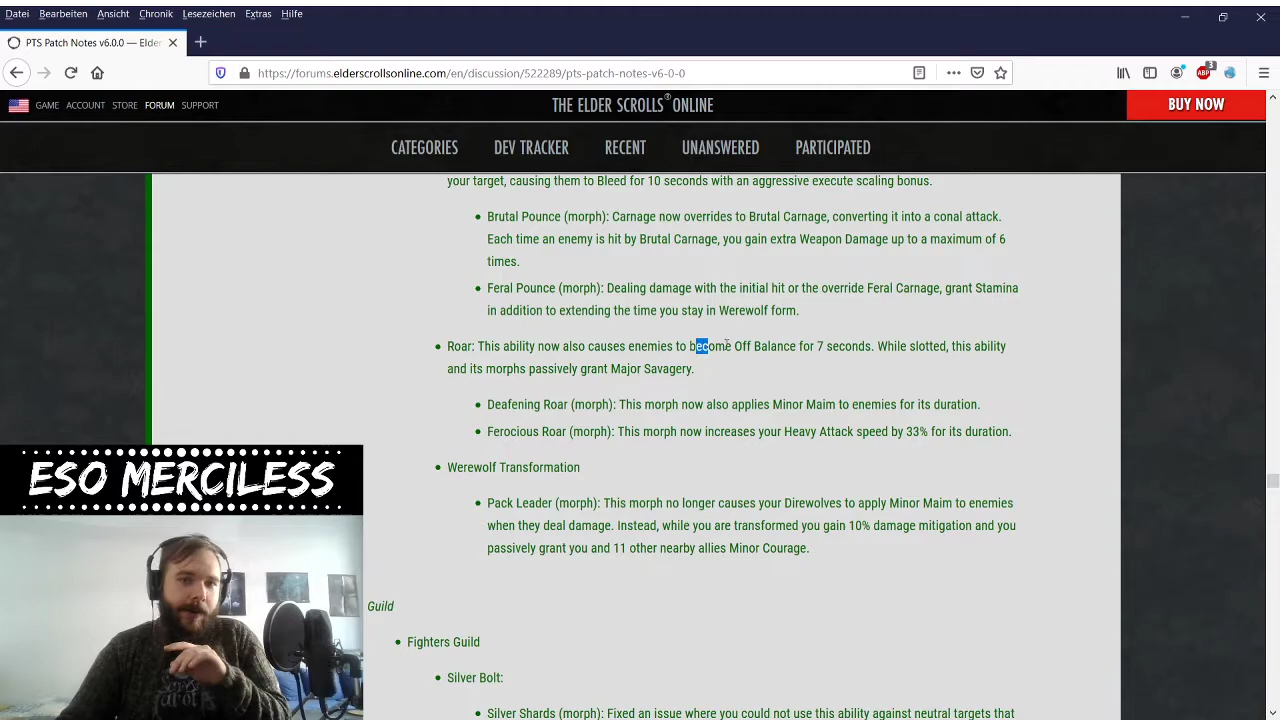 Datei Bearbeiten Ansicht Chronik Lesezeichen Extras Hilfe
PTS Patch Notes v6.0.0 — Elder
https://forums.elderscrollsonline.com/en/discussion/522289/pts-patch-notes-v6-0-0
ABP 3
GAME ACCOUNT STORE FORUM SUPPORT
THE ELDER SCROLLS® ONLINE
BUY NOW
CATEGORIES DEV TRACKER RECENT UNANSWERED PARTICIPATED
your target, causing them to Bleed for 10 seconds with an aggressive execute scaling bonus.
Brutal Pounce (morph): Carnage now overrides to Brutal Carnage, converting it into a conal attack.
Each time an enemy is hit by Brutal Carnage, you gain extra Weapon Damage up to a maximum of 6
times.
Feral Pounce (morph): Dealing damage with the initial hit or the override Feral Carnage, grant Stamina
in addition to extending the time you stay in Werewolf form.
Roar: This ability now also causes enemies to become Off Balance for 7 seconds. While slotted, this ability
and its morphs passively grant Major Savagery.
Deafening Roar (morph): This morph now also applies Minor Maim to enemies for its duration.
Ferocious Roar (morph): This morph now increases your Heavy Attack speed by 33% for its duration.
Werewolf Transformation
Pack Leader (morph): This morph no longer causes your Direwolves to apply Minor Maim to enemies
when they deal damage. Instead, while you are transformed you gain 10% damage mitigation and you
passively grant you and 11 other nearby allies Minor Courage.
Guild
Fighters Guild
Silver Bolt:
Silver Shards (morph): Fixed an issue where you could not use this ability against neutral targets that
ESO MERCILESS